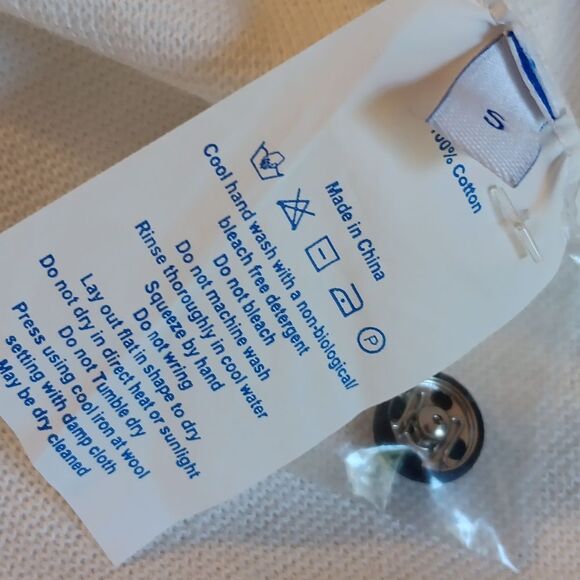 S
100% Cotton
Made in China
P
Cool hand wash with a non-biological/
bleach free detergent
Do not bleach
Do not machine wash
Rinse thoroughly in cool water
Squeeze by hand
Do not wring
Lay out flat in shape to dry
Do not dry in direct heat or sunlight
Do not Tumble dry
Press using cool iron at wool
setting with damp cloth
May be dry cleaned